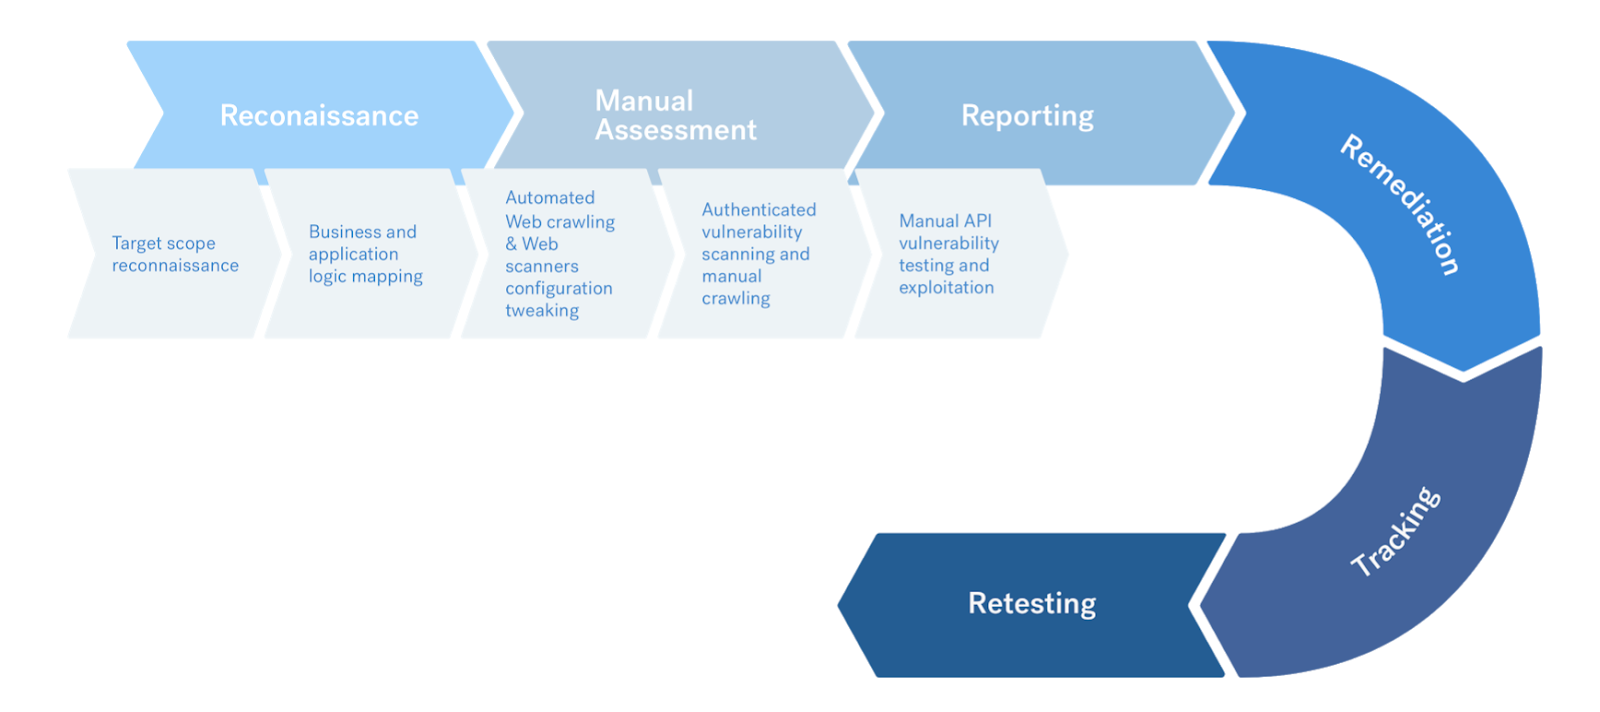 Reconaissance
Manual
Assessment
Reporting
Remediation
Target scope
reconnaissance
Business and
application
logic mapping
Automated
Web crawling
& Web
scanners
configuration
tweaking
Authenticated
vulnerability
scanning and
manual
crawling
Manual API
vulnerability
testing and
exploitation
Tracking
Retesting